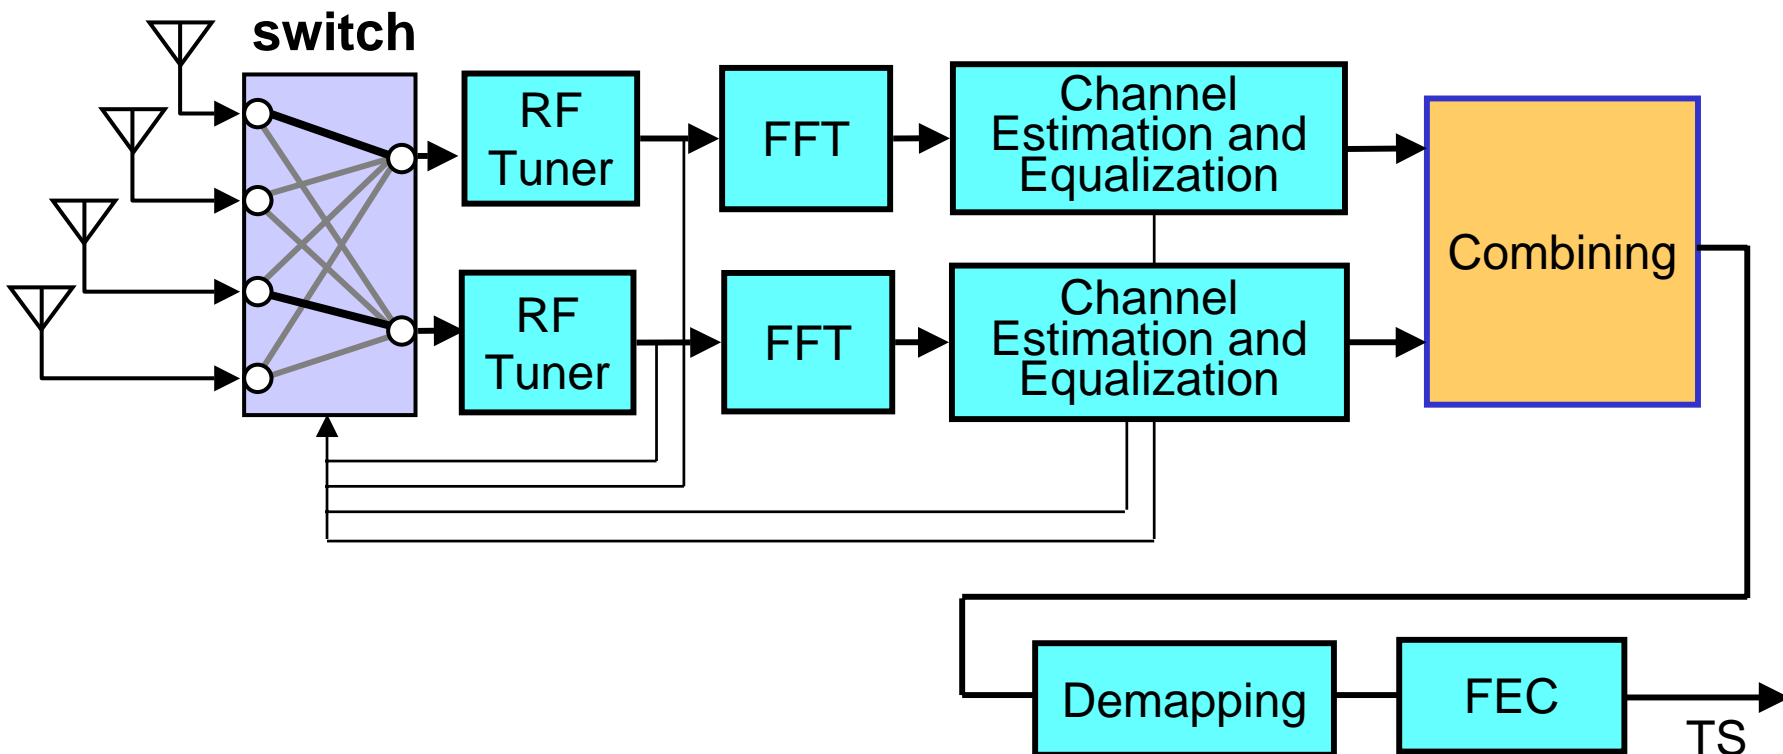 switch
RF
Tuner
FFT
Channel
Estimation and
Equalization
Combining
RF
Tuner
FFT
Channel
Estimation and
Equalization
Demapping
FEC
TS